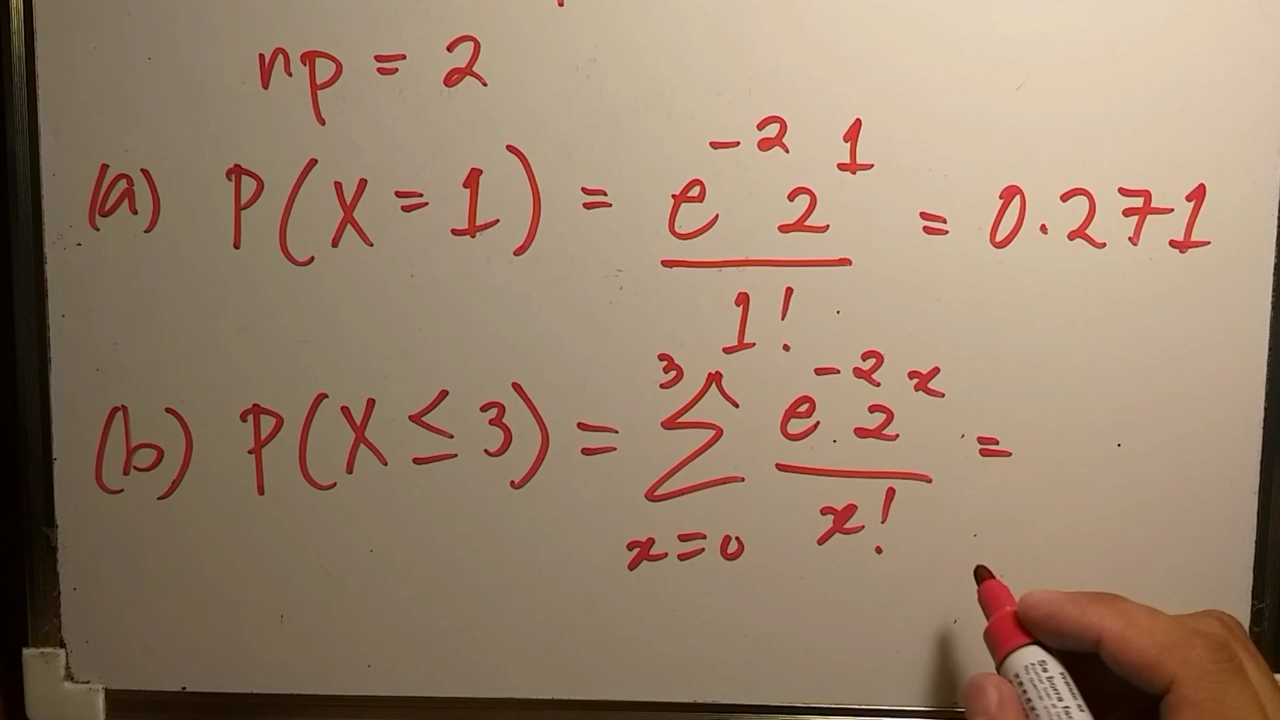 np = 2
(a) P(X = 1) = e^{-2} 2^1 / 1! = 0.271
(b) P(X ≤ 3) = Σ_{x=0}^{3} e^{-2} 2^x / x! =